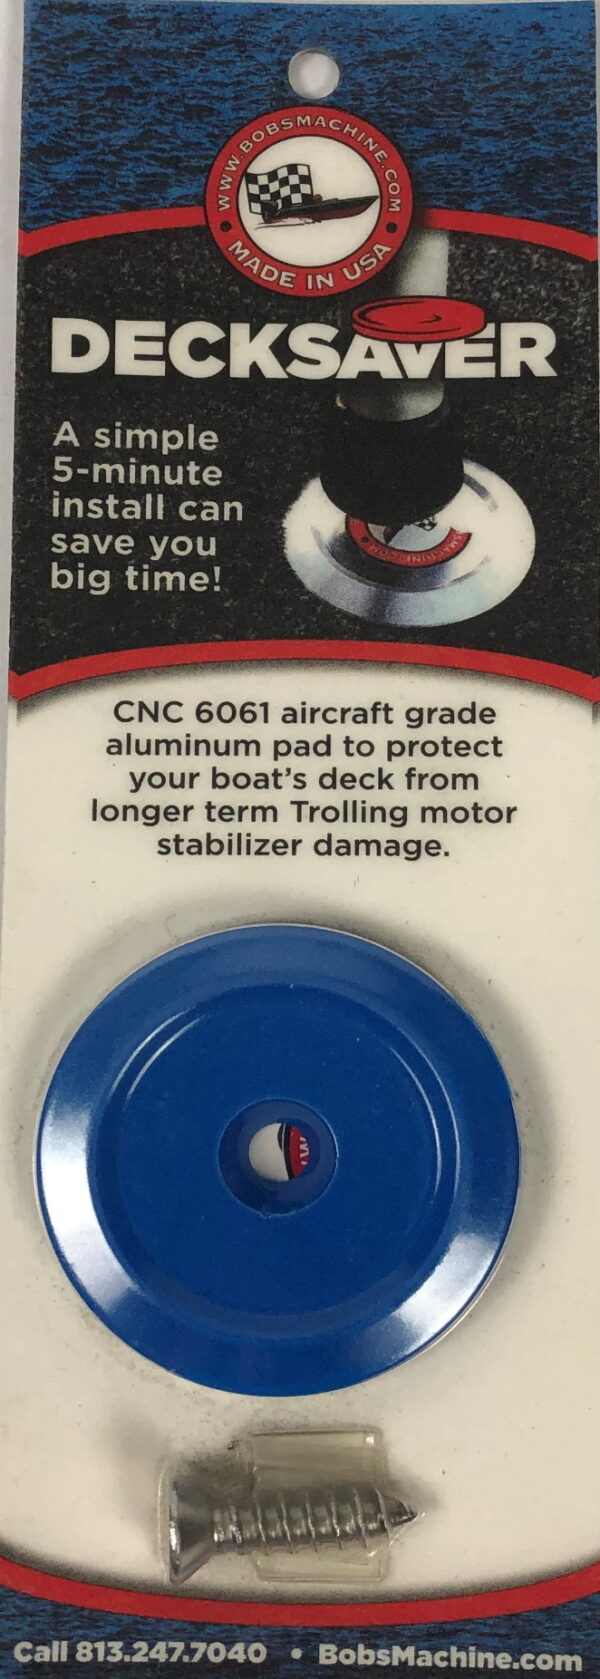 WWW.BOBSMACHINE.COM
MADE IN USA
DECKSAVER
A simple
5-minute
install can
save you
big time!
CNC 6061 aircraft grade
aluminum pad to protect
your boat's deck from
longer term Trolling motor
stabilizer damage.
Call 813.247.7040 • BobsMachine.com